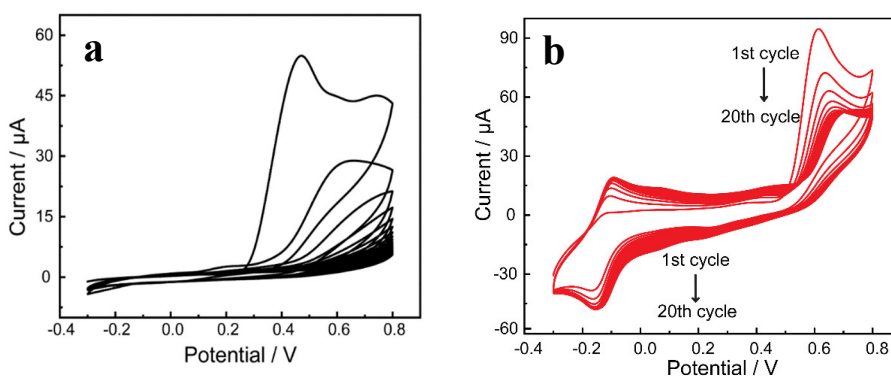 a
60
45
30
15
0
Current / µA
-0.4 -0.2 0.0 0.2 0.4 0.6 0.8
Potential / V
b
90
60
30
0
-30
-60
Current / µA
1st cycle
20th cycle
1st cycle
20th cycle
-0.4 -0.2 0.0 0.2 0.4 0.6 0.8
Potential / V